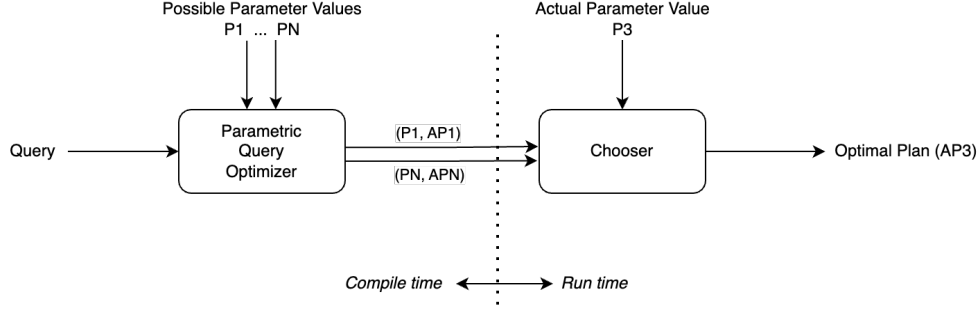 Possible Parameter Values
P1 ... PN
Actual Parameter Value
P3
Query
Parametric
Query
Optimizer
(P1, AP1)
(PN, APN)
Chooser
Optimal Plan (AP3)
Compile time
Run time